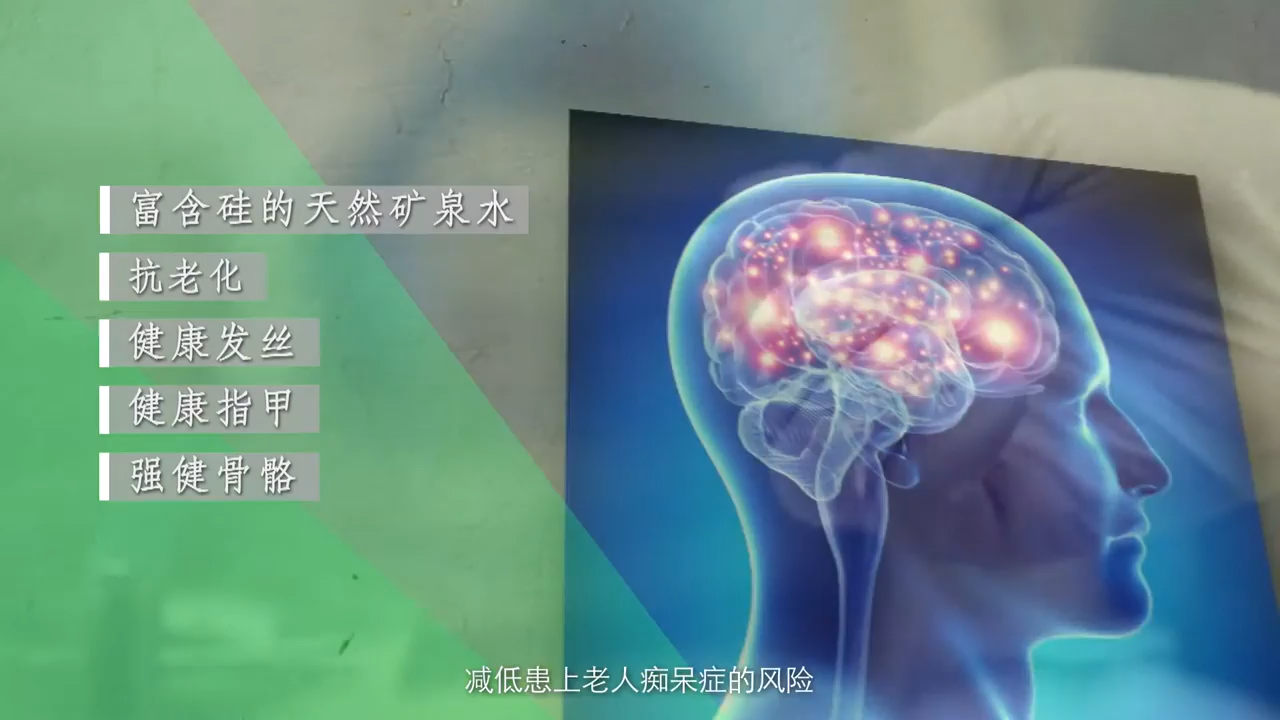 富含硅的天然矿泉水
抗老化
健康发丝
健康指甲
强健骨骼
减低患上老人痴呆症的风险